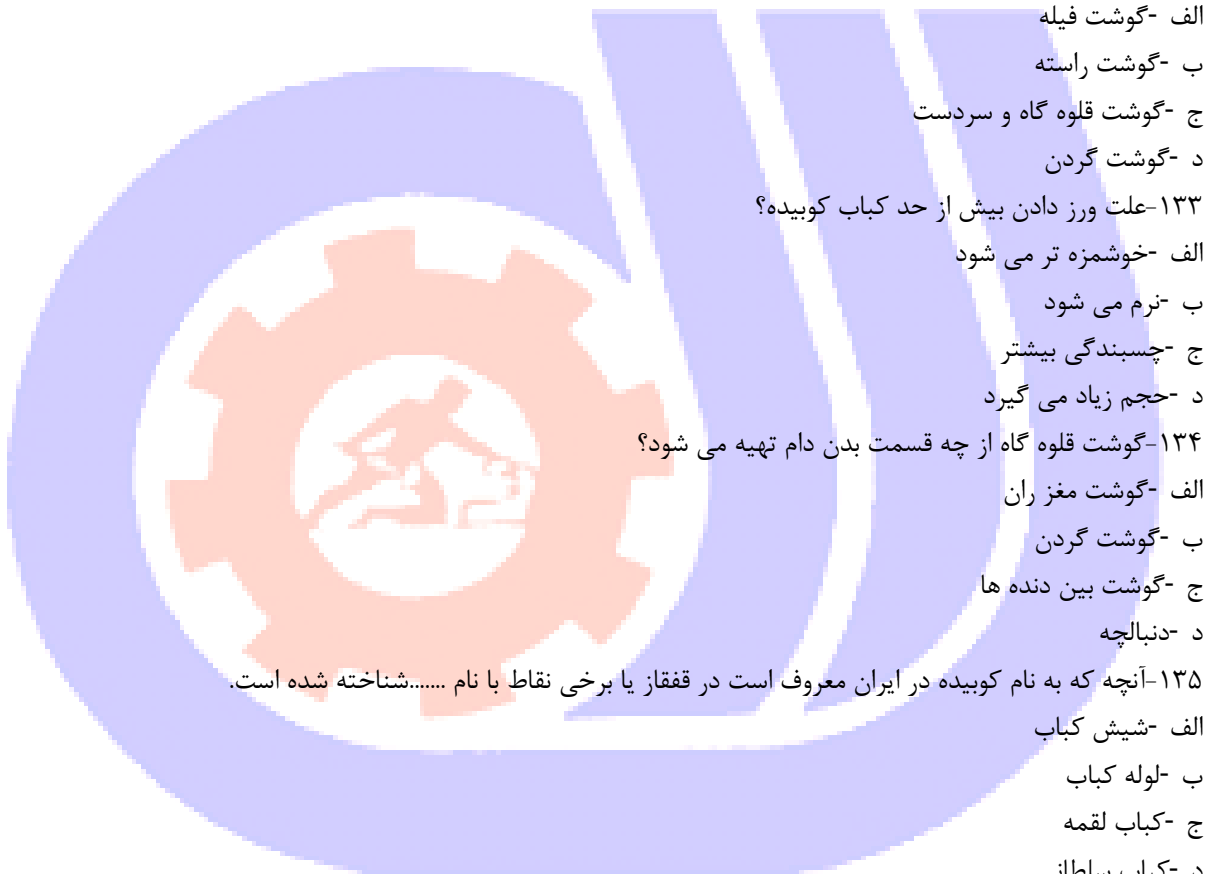 الف -گوشت فیله
ب -گوشت راسته
ج -گوشت قلوه گاه و سردست
د -گوشت گردن
۱۳۳-علت ورز دادن بیش از حد کباب کوبیده؟
الف -خوشمزه تر می شود
ب -نرم می شود
ج -چسبندگی بیشتر
د -حجم زیاد می گیرد
۱۳۴-گوشت قلوه گاه از چه قسمت بدن دام تهیه می شود؟
الف -گوشت مغز ران
ب -گوشت گردن
ج -گوشت بین دنده ها
د -دنبالچه
۱۳۵-آنچه که به نام کوبیده در ایران معروف است در قفقاز یا برخی نقاط با نام .......شناخته شده است.
الف -شیش کباب
ب -لوله کباب
ج -کباب لقمه
د -کباب